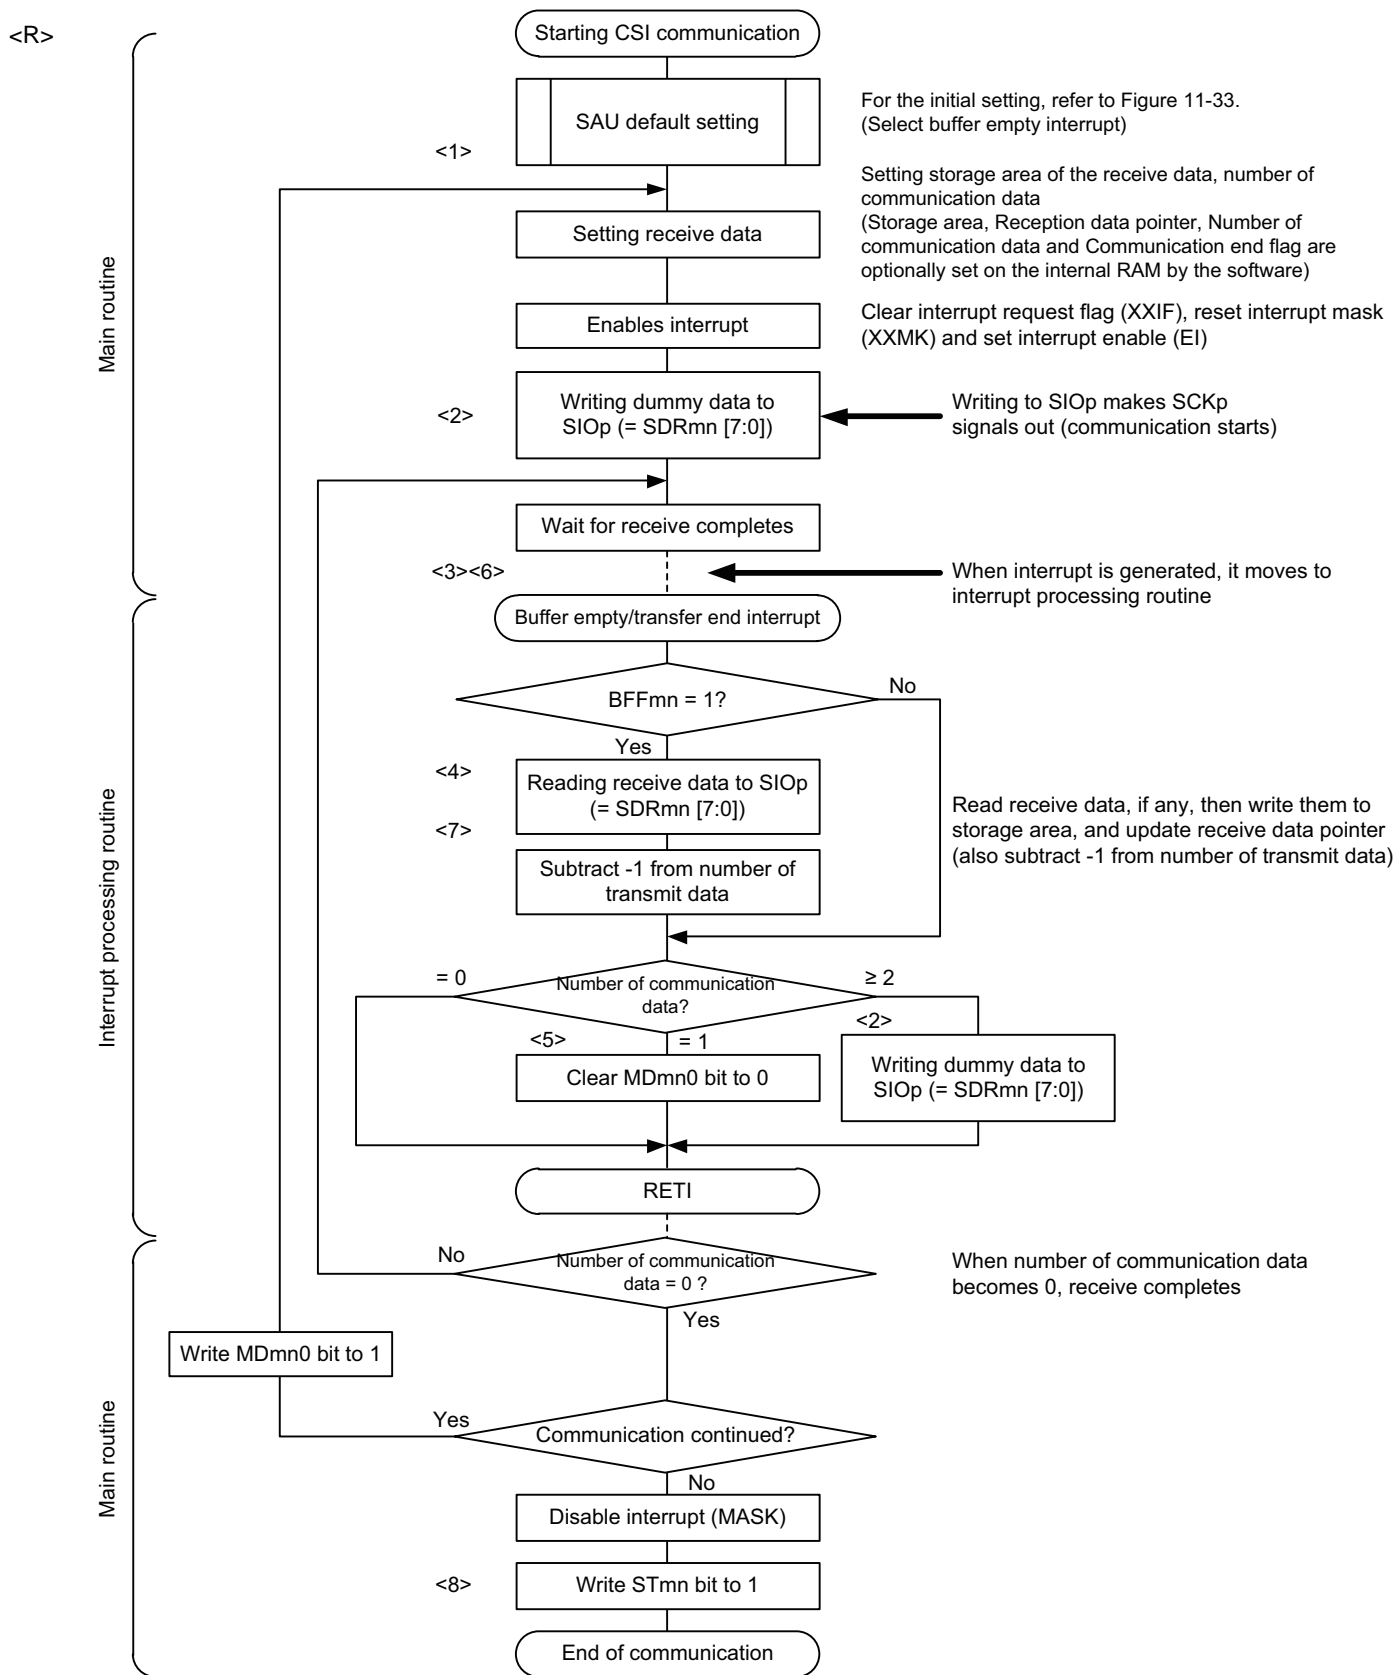 <R>
Starting CSI communication
SAU default setting
For the initial setting, refer to Figure 11-33.
(Select buffer empty interrupt)
<1>
Setting storage area of the receive data, number of
communication data
(Storage area, Reception data pointer, Number of
communication data and Communication end flag are
optionally set on the internal RAM by the software)
Setting receive data
Main routine
Enables interrupt
Clear interrupt request flag (XXIF), reset interrupt mask
(XXMK) and set interrupt enable (EI)
<2>
Writing dummy data to
SIOp (= SDRmn [7:0])
Writing to SIOp makes SCKp
signals out (communication starts)
Wait for receive completes
<3><6>
When interrupt is generated, it moves to
interrupt processing routine
Buffer empty/transfer end interrupt
BFFmn = 1?
No
Yes
<4>
Reading receive data to SIOp
(= SDRmn [7:0])
<7>
Subtract -1 from number of
transmit data
Read receive data, if any, then write them to
storage area, and update receive data pointer
(also subtract -1 from number of transmit data)
Interrupt processing routine
= 0
Number of communication
data?
≥ 2
<5>
= 1
<2>
Clear MDmn0 bit to 0
Writing dummy data to
SIOp (= SDRmn [7:0])
RETI
No
Number of communication
data = 0 ?
When number of communication data
becomes 0, receive completes
Yes
Write MDmn0 bit to 1
Yes
Communication continued?
Main routine
No
Disable interrupt (MASK)
<8>
Write STmn bit to 1
End of communication